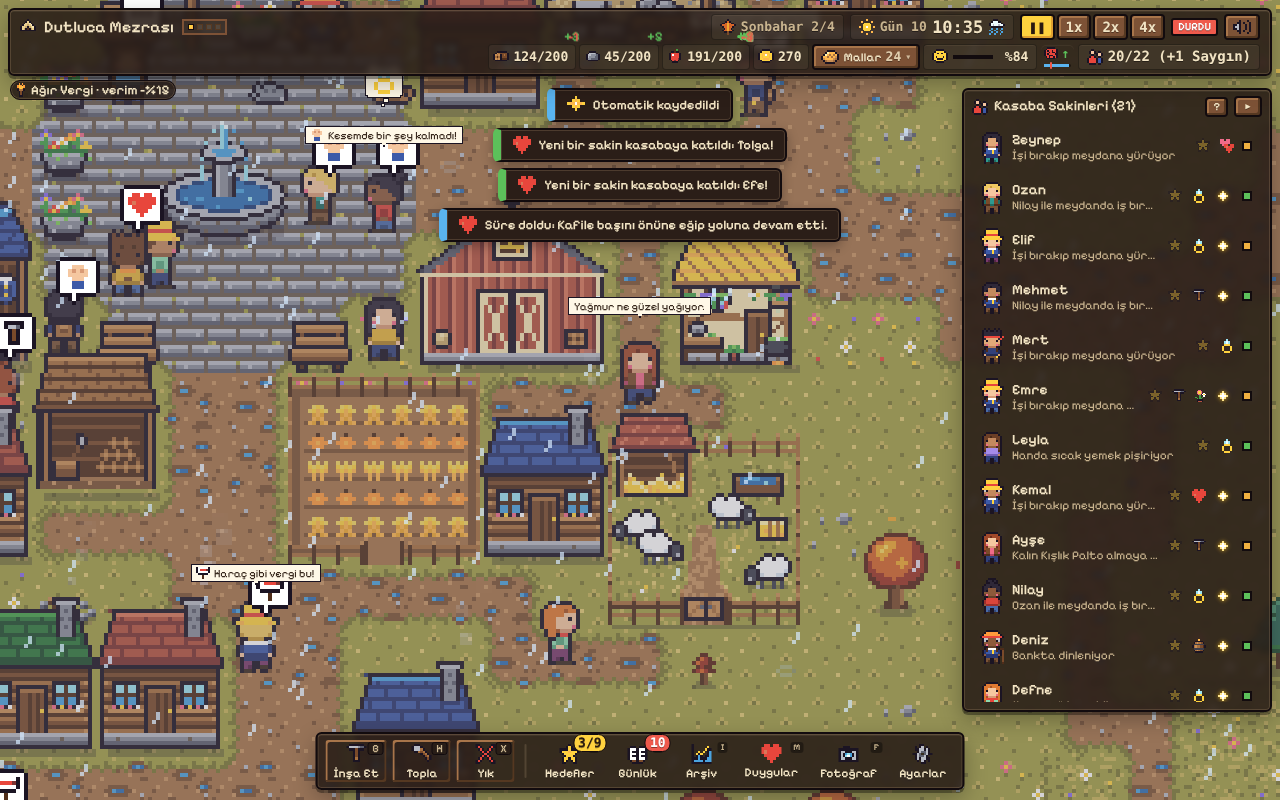 Dutluca Mezrası
Sonbahar 2/4
Gün 10 10:35
1x
2x
4x
DURDU
+3
+8
124/200
45/200
191/200
270
Mallar 24
%84
20/22 (+1 Saygın)
Ağır Vergi · verim -%18
Otomatik kaydedildi
Kesemde bir şey kalmadı!
Yeni bir sakin kasabaya katıldı: Tolga!
Yeni bir sakin kasabaya katıldı: Efe!
Süre doldu: Kafile başını önüne eğip yoluna devam etti.
Yağmur ne güzel yağıyor.
Haraç gibi vergi bu!
Kasaba Sakinleri (21)
?
Zeynep
İşi bırakıp meydana yürüyor
Ozan
Nilay ile meydanda iş bır...
Elif
İşi bırakıp meydana yür...
Mehmet
Nilay ile meydanda iş bır...
Mert
İşi bırakıp meydana yürüyor
Emre
İşi bırakıp meydana ...
Leyla
Handa sıcak yemek pişiriyor
Kemal
İşi bırakıp meydana yür...
Ayşe
Kalın Kışlık Palto almaya ...
Nilay
Ozan ile meydanda iş bır...
Deniz
Bankta dinleniyor
Defne
İnşa Et
Topla
H
Yık
X
Hedefler
3/9
Günlük
10
Arşiv
I
Duygular
M
Fotoğraf
F
Ayarlar